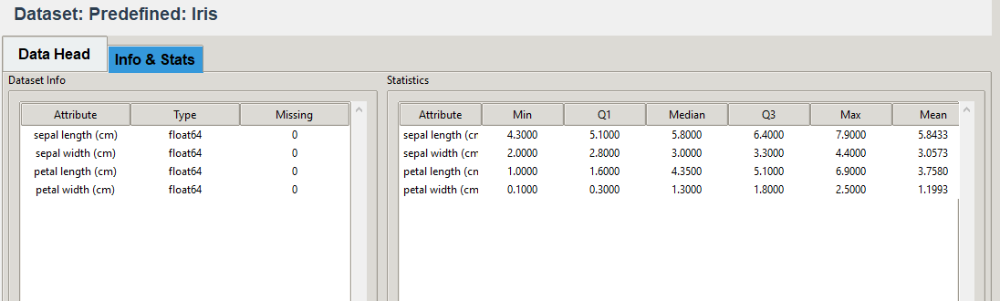 Dataset: Predefined: Iris
Data Head Info & Stats
Dataset Info
Attribute Type Missing
sepal length (cm) float64 0
sepal width (cm) float64 0
petal length (cm) float64 0
petal width (cm) float64 0
Statistics
Attribute Min Q1 Median Q3 Max Mean
sepal length (cr 4.3000 5.1000 5.8000 6.4000 7.9000 5.8433
sepal width (cm 2.0000 2.8000 3.0000 3.3000 4.4000 3.0573
petal length (cn 1.0000 1.6000 4.3500 5.1000 6.9000 3.7580
petal width (cm 0.1000 0.3000 1.3000 1.8000 2.5000 1.1993